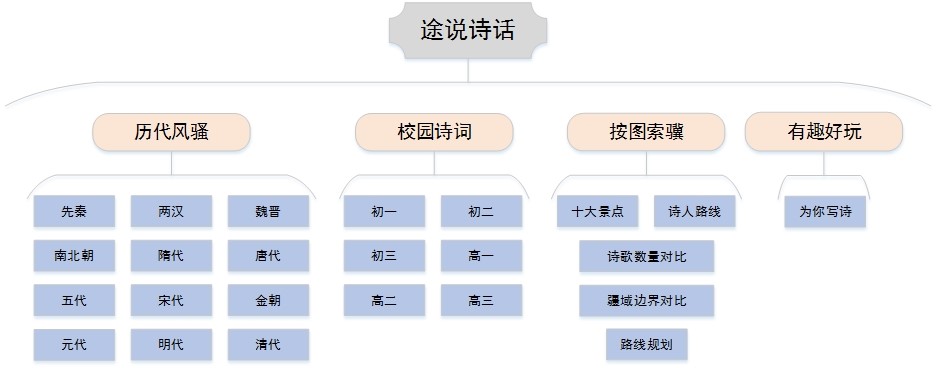 途说诗话
历代风骚
校园诗词
按图索骥
有趣好玩
先秦
两汉
魏晋
南北朝
隋代
唐代
五代
宋代
金朝
元代
明代
清代
初一
初二
初三
高一
高二
高三
十大景点
诗人路线
诗歌数量对比
疆域边界对比
路线规划
为你写诗